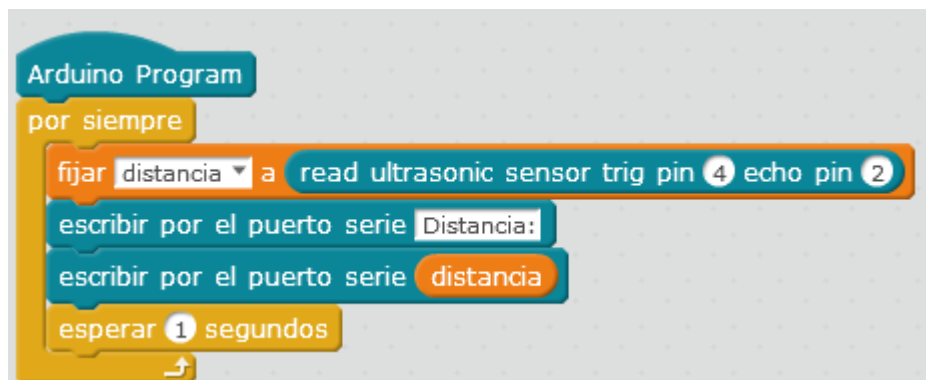 Arduino Program
por siempre
fijar distancia a read ultrasonic sensor trig pin 4 echo pin 2
escribir por el puerto serie Distancia:
escribir por el puerto serie distancia
esperar 1 segundos